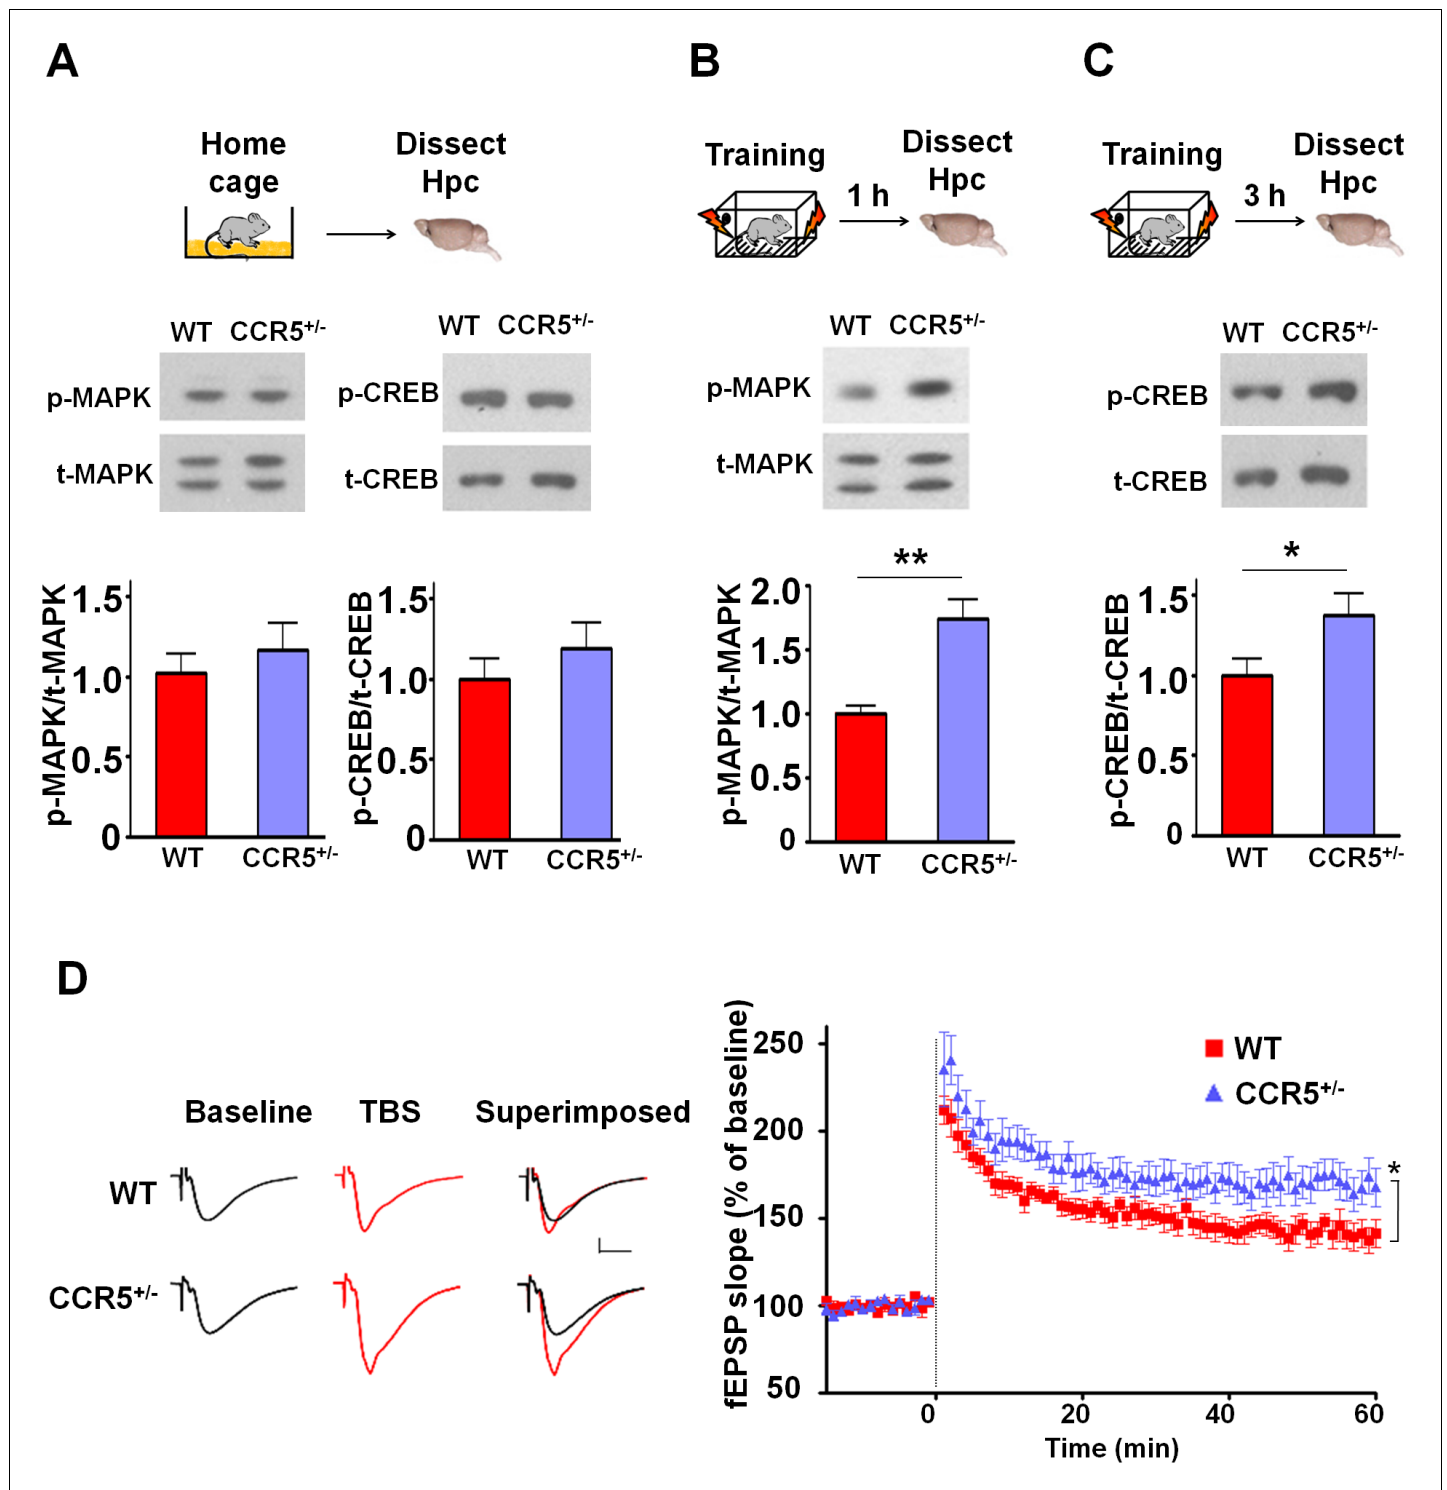 A
B
C
Home
cage
Dissect
Hpc
Training
1 h
Dissect
Hpc
Training
3 h
Dissect
Hpc
WT CCR5+/-
p-MAPK
t-MAPK
WT CCR5+/-
p-CREB
t-CREB
WT CCR5+/-
p-MAPK
t-MAPK
WT CCR5+/-
p-CREB
t-CREB
p-MAPK/t-MAPK
1.5
1.0
0.5
0
WT CCR5+/-
p-CREB/t-CREB
1.5
1.0
0.5
0
WT CCR5+/-
**
p-MAPK/t-MAPK
2.0
1.5
1.0
0.5
0
WT CCR5+/-
*
p-CREB/t-CREB
1.5
1.0
0.5
0
WT CCR5+/-
D
Baseline TBS Superimposed
WT
CCR5+/-
fEPSP slope (% of baseline)
250
200
150
100
50
WT
CCR5+/-
*
0 20 40 60
Time (min)